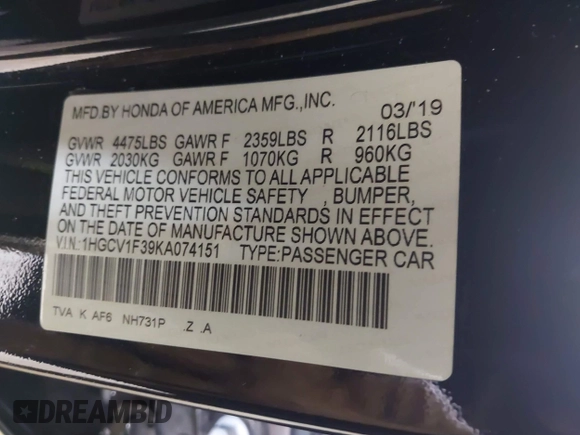 MFD.BY HONDA OF AMERICA MFG.,INC. 03/'19
GVWR 4475LBS GAWR F 2359LBS R 2116LBS
GVWR 2030KG GAWR F 1070KG R 960KG
THIS VEHICLE CONFORMS TO ALL APPLICABLE
FEDERAL MOTOR VEHICLE SAFETY , BUMPER,
AND THEFT PREVENTION STANDARDS IN EFFECT
ON THE DATE OF MANUFACTURE SHOWN ABOVE.
V.I.N.:1HGCV1F39KA074151 TYPE:PASSENGER CAR
TVA K AF6 NH731P .Z .A
DREAMBID